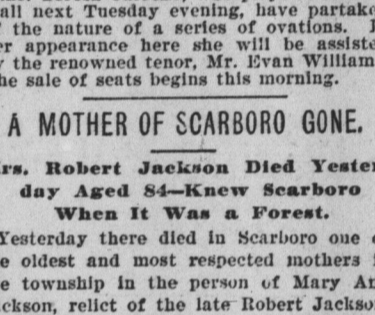 all next Tuesday evening, have partak
the nature of a series of ovations.
er appearance here she will be assiste
y the renowned tenor, Mr. Evan William
he sale of seats begins this morning.
A MOTHER OF SCARBORO GONE.
rs. Robert Jackson Died Yester
day Aged 84—Knew Scarboro
When It Was a Forest.
Yesterday there died in Scarboro one
e oldest and most respected mothers
e township in the person of Mary An
ckson, relict of the late Robert Jackso